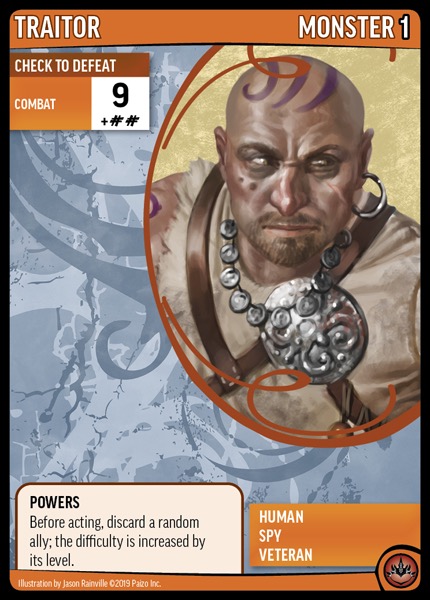 TRAITOR
MONSTER 1
CHECK TO DEFEAT
COMBAT
9
+##
POWERS
Before acting, discard a random
ally; the difficulty is increased by
its level.
HUMAN
SPY
VETERAN
Illustration by Jason Rainville ©2019 Paizo Inc.